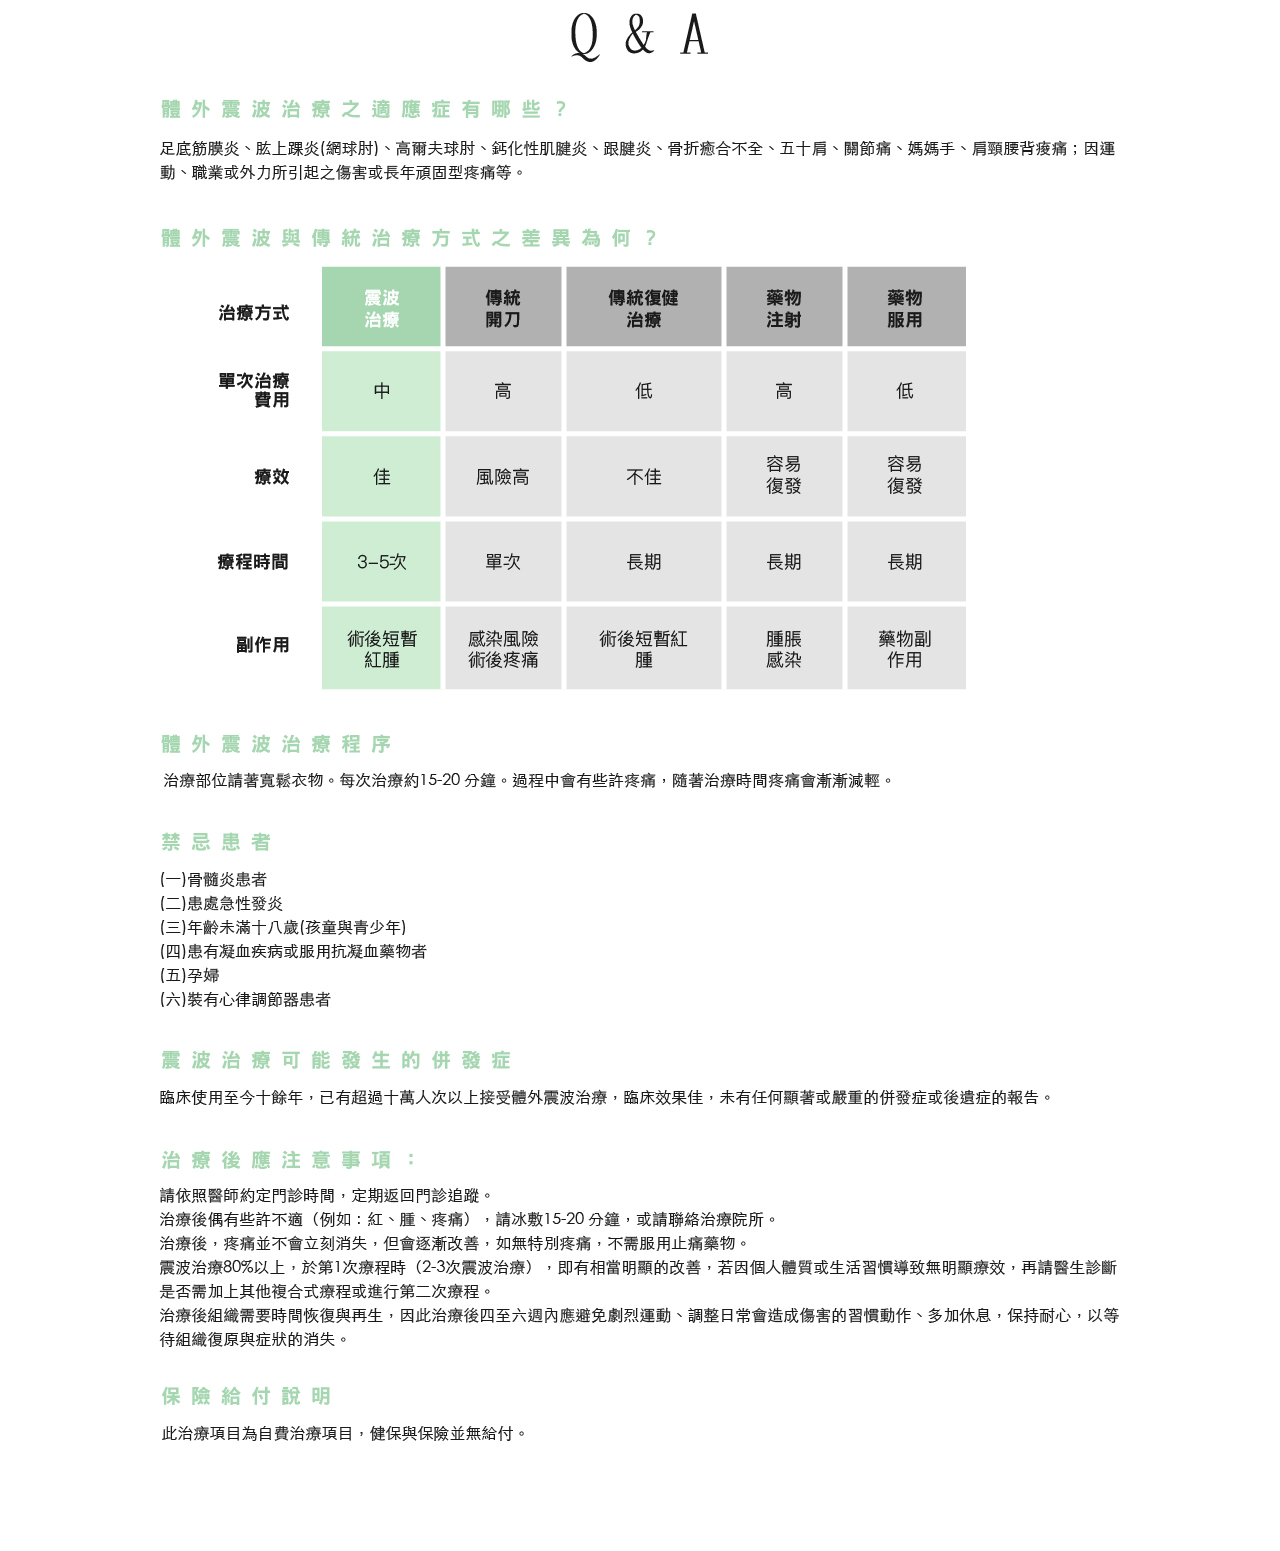 Q & A
體外震波治療之適應症有哪些？
足底筋膜炎、肱上踝炎(網球肘)、高爾夫球肘、鈣化性肌腱炎、跟腱炎、骨折癒合不全、五十肩、關節痛、媽媽手、肩頸腰背痠痛；因運
動、職業或外力所引起之傷害或長年頑固型疼痛等。
體外震波與傳統治療方式之差異為何？
治療方式
震波
治療
傳統
開刀
傳統復健
治療
藥物
注射
藥物
服用
單次治療
費用
中
高
低
高
低
療效
佳
風險高
不佳
容易
復發
容易
復發
療程時間
3–5次
單次
長期
長期
長期
副作用
術後短暫
紅腫
感染風險
術後疼痛
術後短暫紅
腫
腫脹
感染
藥物副
作用
體外震波治療程序
治療部位請著寬鬆衣物。每次治療約15-20 分鐘。過程中會有些許疼痛，隨著治療時間疼痛會漸漸減輕。
禁忌患者
(一)骨髓炎患者
(二)患處急性發炎
(三)年齡未滿十八歲(孩童與青少年)
(四)患有凝血疾病或服用抗凝血藥物者
(五)孕婦
(六)裝有心律調節器患者
震波治療可能發生的併發症
臨床使用至今十餘年，已有超過十萬人次以上接受體外震波治療，臨床效果佳，未有任何顯著或嚴重的併發症或後遺症的報告。
治療後應注意事項：
請依照醫師約定門診時間，定期返回門診追蹤。
治療後偶有些許不適（例如：紅、腫、疼痛），請冰敷15-20 分鐘，或請聯絡治療院所。
治療後，疼痛並不會立刻消失，但會逐漸改善，如無特別疼痛，不需服用止痛藥物。
震波治療80%以上，於第1次療程時（2-3次震波治療），即有相當明顯的改善，若因個人體質或生活習慣導致無明顯療效，再請醫生診斷
是否需加上其他複合式療程或進行第二次療程。
治療後組織需要時間恢復與再生，因此治療後四至六週內應避免劇烈運動、調整日常會造成傷害的習慣動作、多加休息，保持耐心，以等
待組織復原與症狀的消失。
保險給付說明
此治療項目為自費治療項目，健保與保險並無給付。